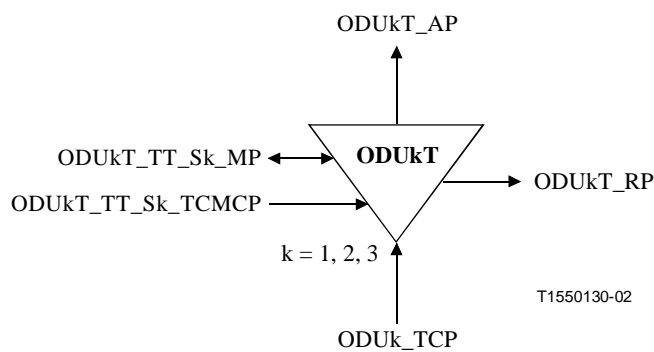 ODUkT_AP
ODUkT_TT_Sk_MP
ODUkT
ODUkT_RP
ODUkT_TT_Sk_TCMCP
k = 1, 2, 3
T1550130-02
ODUk_TCP